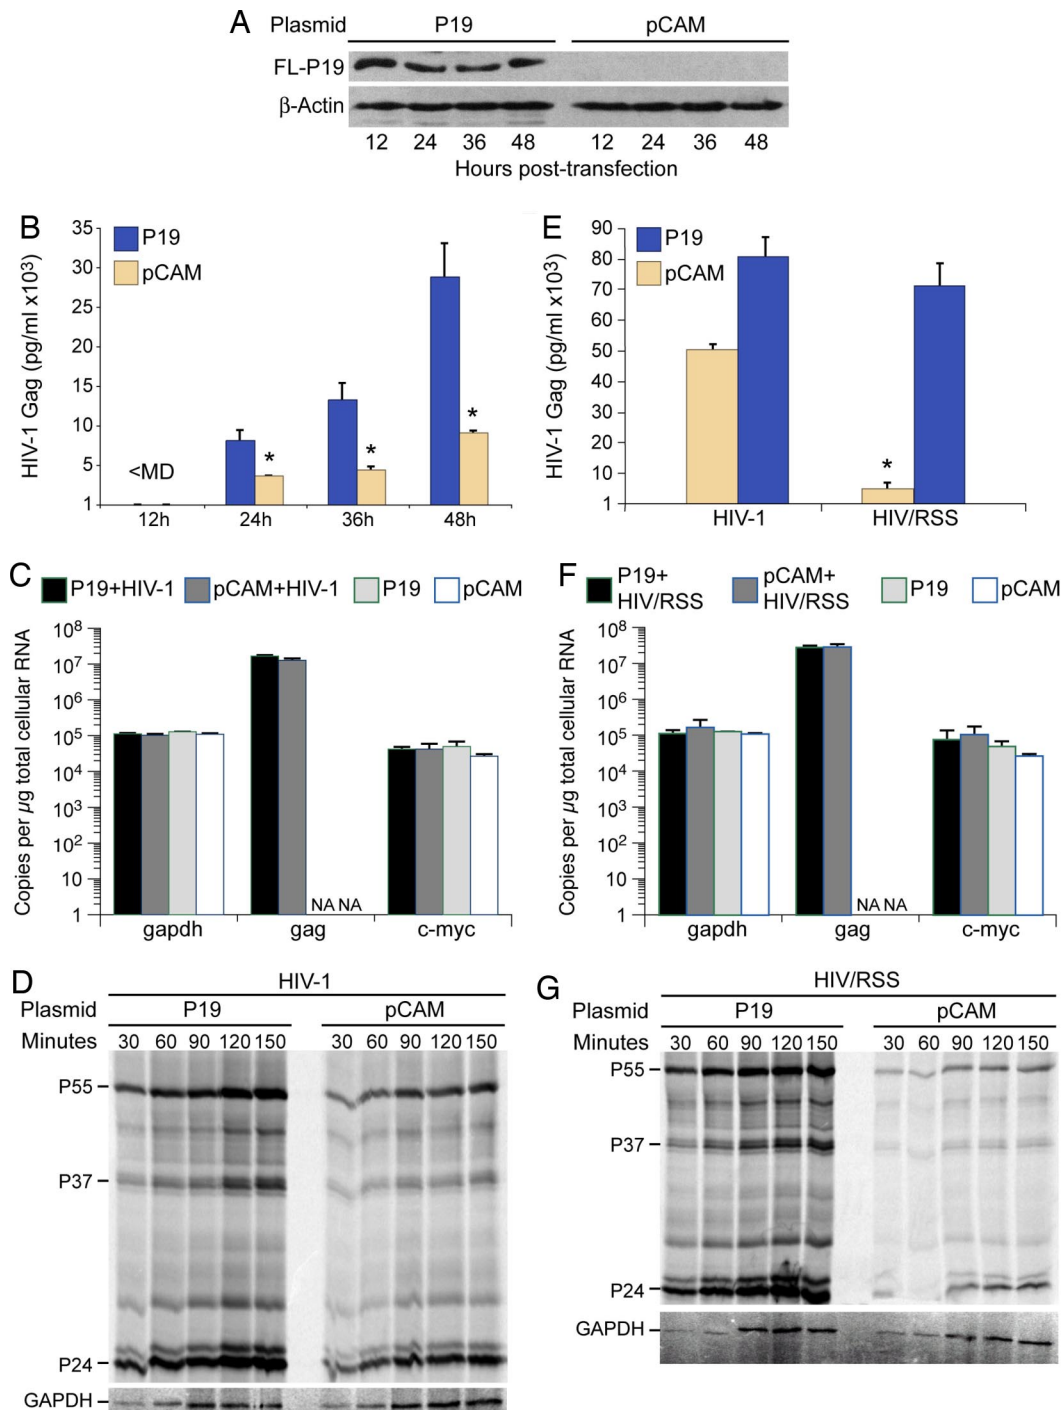 A Plasmid P19 pCAM
FL-P19
β-Actin
12 24 36 48 12 24 36 48
Hours post-transfection
B
HIV-1 Gag (pg/ml x10³)
35
30
25
20
15
10
5
1
P19
pCAM
<MD
*
*
*
12h 24h 36h 48h
E
HIV-1 Gag (pg/ml x10³)
90
80
70
60
50
40
30
20
10
1
P19
pCAM
*
HIV-1 HIV/RSS
C P19+HIV-1 pCAM+HIV-1 P19 pCAM
Copies per µg total cellular RNA
10⁸
10⁷
10⁶
10⁵
10⁴
10³
10²
10
1
NA NA
gapdh gag c-myc
F P19+ HIV/RSS pCAM+ HIV/RSS P19 pCAM
Copies per µg total cellular RNA
10⁸
10⁷
10⁶
10⁵
10⁴
10³
10²
10
1
NA NA
gapdh gag c-myc
D HIV-1
Plasmid P19 pCAM
Minutes 30 60 90 120 150 30 60 90 120 150
P55
P37
P24
GAPDH
G HIV/RSS
Plasmid P19 pCAM
Minutes 30 60 90 120 150 30 60 90 120 150
P55
P37
P24
GAPDH